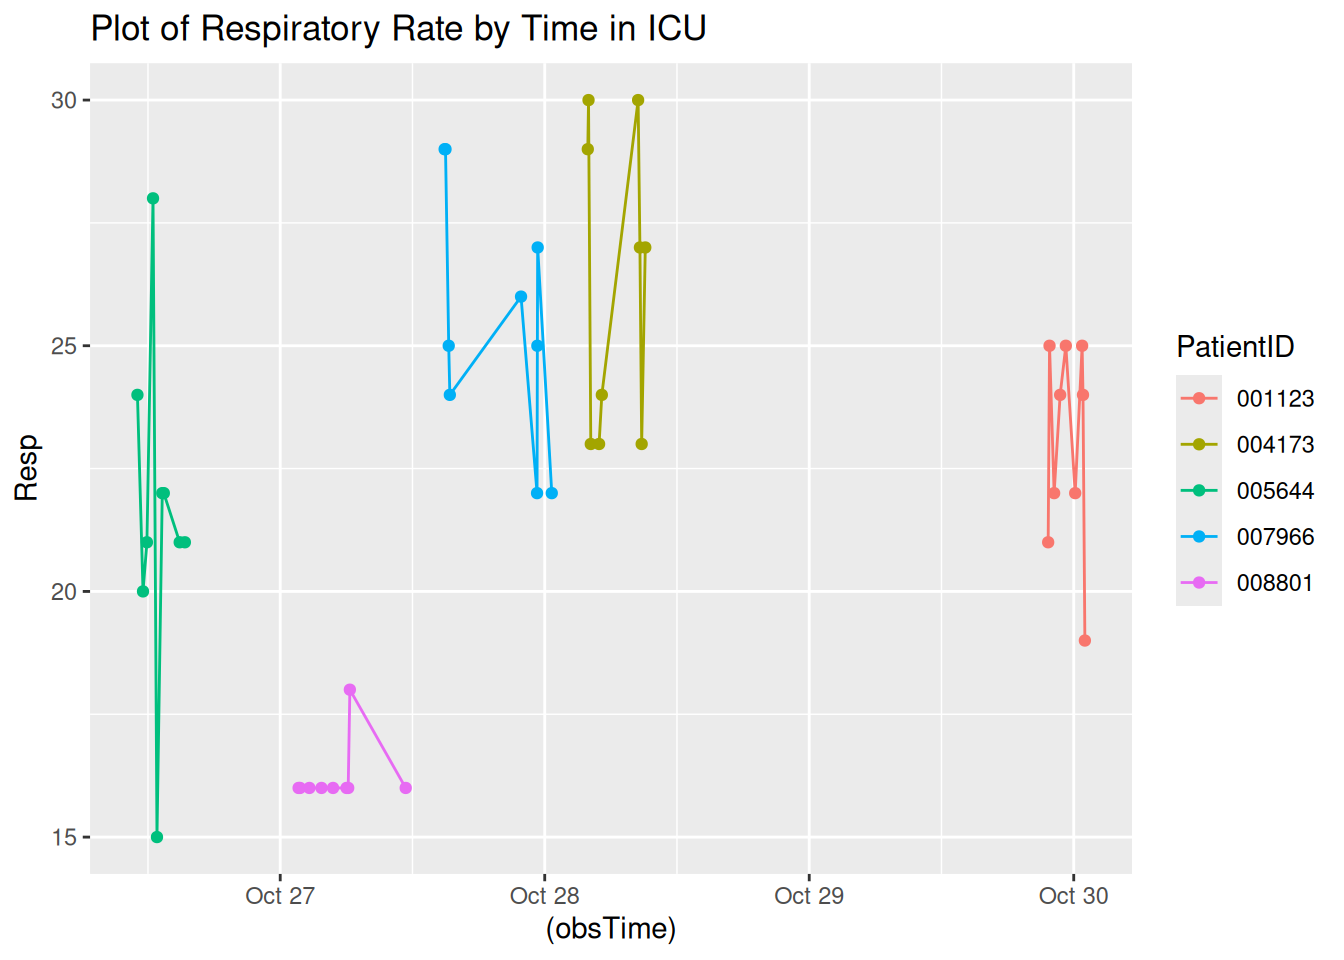 Plot of Respiratory Rate by Time in ICU
30
25
20
15
Resp
Oct 27 Oct 28 Oct 29 Oct 30
(obsTime)
PatientID
001123
004173
005644
007966
008801